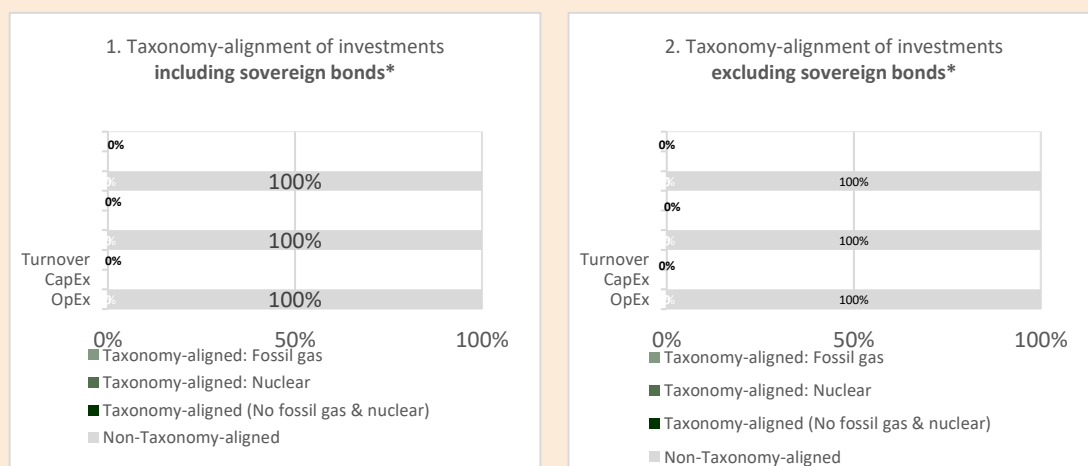 1. Taxonomy-alignment of investments
including sovereign bonds*
0%
100%
0%
100%
Turnover
0%
CapEx
OpEx
100%
0%
50%
100%
Taxonomy-aligned: Fossil gas
Taxonomy-aligned: Nuclear
Taxonomy-aligned (No fossil gas & nuclear)
Non-Taxonomy-aligned
2. Taxonomy-alignment of investments
excluding sovereign bonds*
0%
100%
0%
100%
Turnover
0%
CapEx
OpEx
100%
0%
50%
100%
Taxonomy-aligned: Fossil gas
Taxonomy-aligned: Nuclear
Taxonomy-aligned (No fossil gas & nuclear)
Non-Taxonomy-aligned